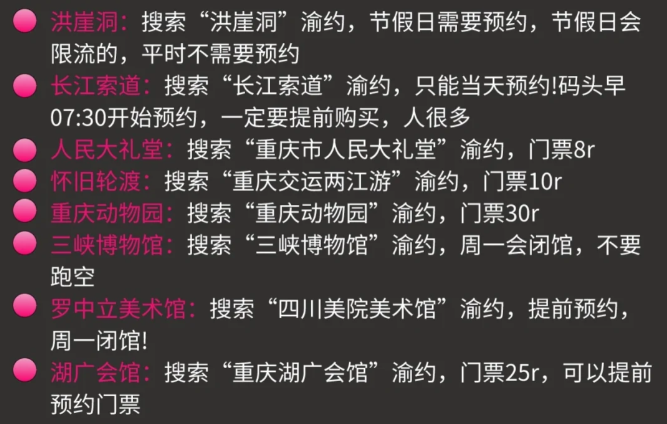 洪崖洞：搜索“洪崖洞”渝约，节假日需要预约，节假日会
限流的，平时不需要预约
长江索道：搜索“长江索道”渝约，只能当天预约!码头早
07:30开始预约，一定要提前购买，人很多
人民大礼堂：搜索“重庆市人民大礼堂”渝约，门票8r
怀旧轮渡：搜索“重庆交运两江游”渝约，门票10r
重庆动物园：搜索“重庆动物园”渝约，门票30r
三峡博物馆：搜索“三峡博物馆”渝约，周一会闭馆，不要
跑空
罗中立美术馆：搜索“四川美院美术馆”渝约，提前预约，
周一闭馆!
湖广会馆：搜索“重庆湖广会馆”渝约，门票25r，可以提前
预约门票